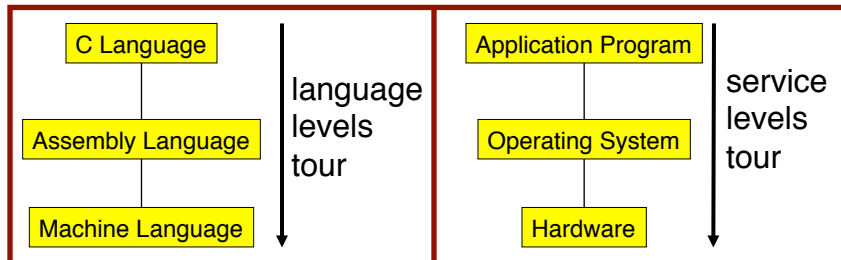 C Language
Assembly Language
Machine Language
language
levels
tour
Application Program
Operating System
Hardware
service
levels
tour